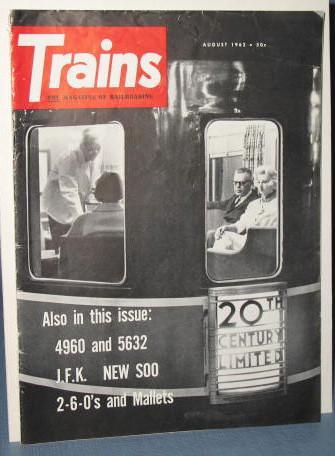 Trains
THE MAGAZINE OF RAILROADING
AUGUST 1962 • 50c
20TH
CENTURY
LIMITED
Also in this issue:
4960 and 5632
J.F.K. NEW SOO
2-6-0's and Mallets